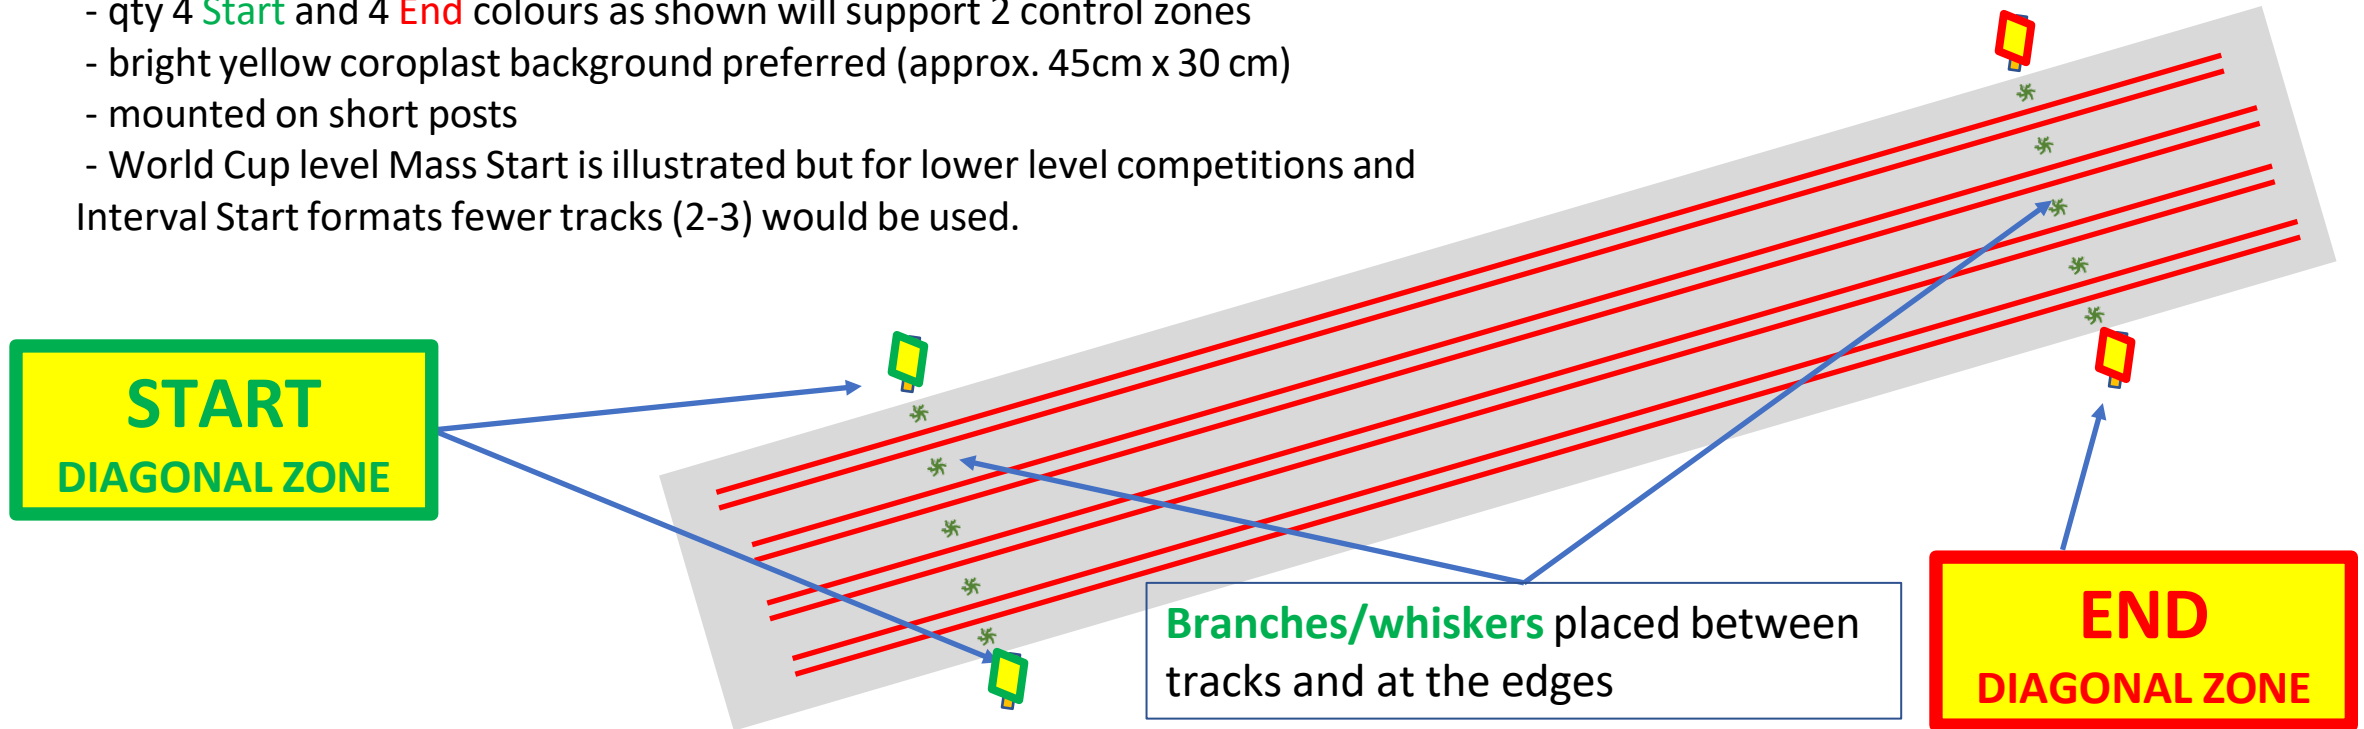 - qty 4 Start and 4 End colours as shown will support 2 control zones
- bright yellow coroplast background preferred (approx. 45cm x 30 cm)
- mounted on short posts
- World Cup level Mass Start is illustrated but for lower level competitions and
Interval Start formats fewer tracks (2-3) would be used.
START
DIAGONAL ZONE
Branches/whiskers placed between
tracks and at the edges
END
DIAGONAL ZONE